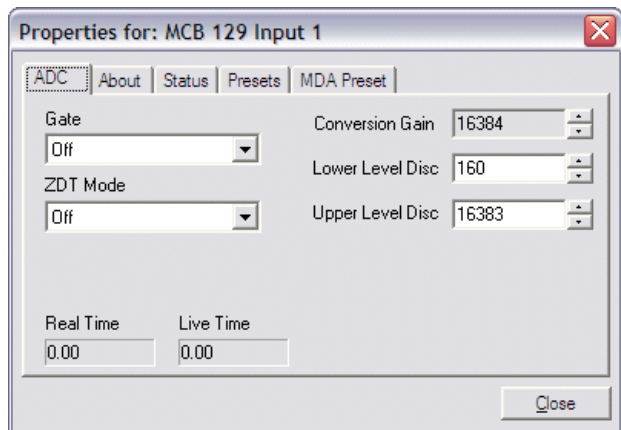 Properties for: MCB 129 Input 1
ADC About Status Presets MDA Preset
Gate
Off
ZDT Mode
Off
Conversion Gain 16384
Lower Level Disc 160
Upper Level Disc 16383
Real Time Live Time
0.00 0.00
Close